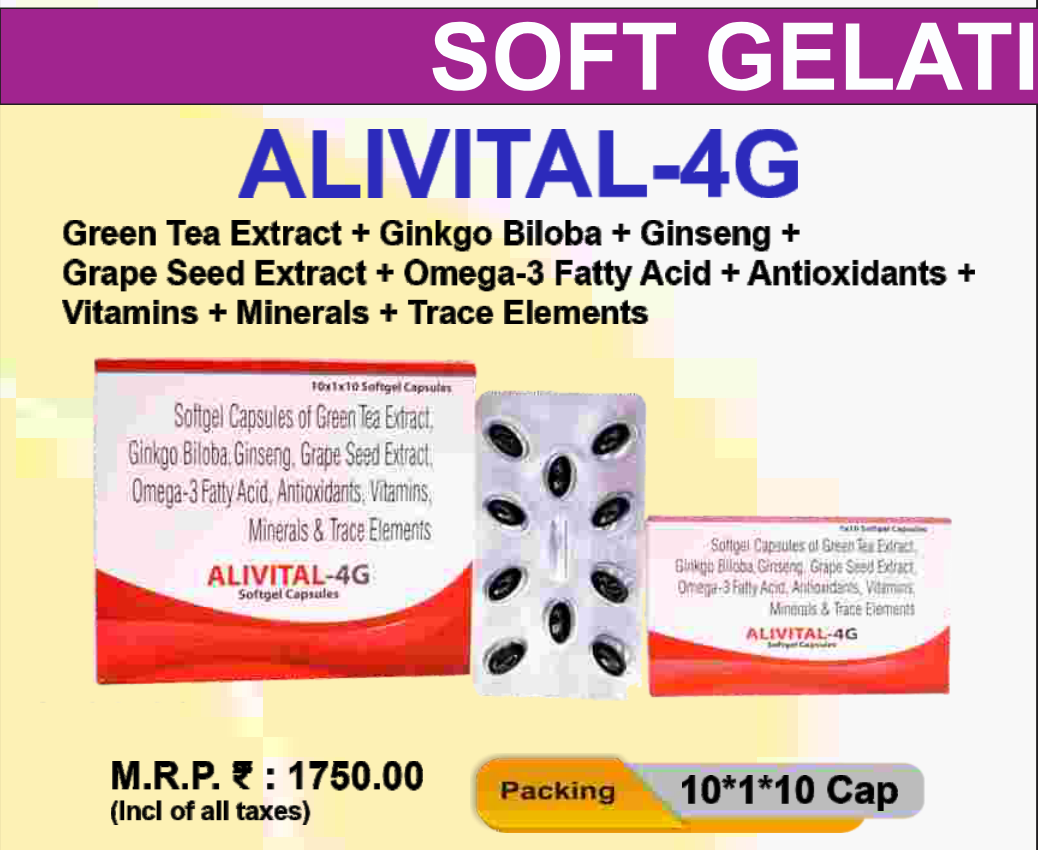 SOFT GELATI
ALIVITAL-4G
Green Tea Extract + Ginkgo Biloba + Ginseng +
Grape Seed Extract + Omega-3 Fatty Acid + Antioxidants +
Vitamins + Minerals + Trace Elements
10x1x10 Softgel Capsules
Softgel Capsules of Green Tea Extract,
Ginkgo Biloba, Ginseng, Grape Seed Extract,
Omega-3 Fatty Acid, Antioxidants, Vitamins,
Minerals & Trace Elements
ALIVITAL-4G
Softgel Capsules
1x10 Softgel Capsules
Softgel Capsules of Green Tea Extract,
Ginkgo Biloba, Ginseng, Grape Seed Extract,
Omega-3 Fatty Acid, Antioxidants, Vitamins,
Minerals & Trace Elements
ALIVITAL-4G
Softgel Capsules
M.R.P. ₹ : 1750.00
(Incl of all taxes)
Packing
10*1*10 Cap